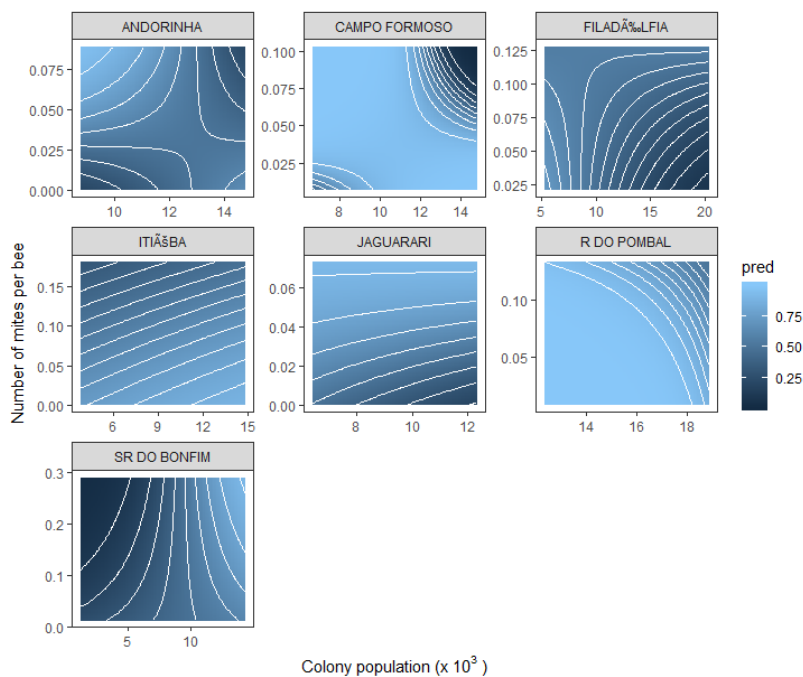 ANDORINHA
CAMPO FORMOSO
FILADÃ‰LFIA
0.075
0.050
0.025
0.000
0.100
0.075
0.050
0.025
0.125
0.100
0.075
0.050
0.025
10 12 14
8 10 12 14
5 10 15 20
ITIÃšBA
JAGUARARI
R DO POMBAL
0.15
0.10
0.05
0.00
0.06
0.04
0.02
0.00
0.10
0.05
6 9 12 15
8 10 12
14 16 18
SR DO BONFIM
0.3
0.2
0.1
0.0
5 10
Number of mites per bee
Colony population (x 10³ )
pred
0.75
0.50
0.25